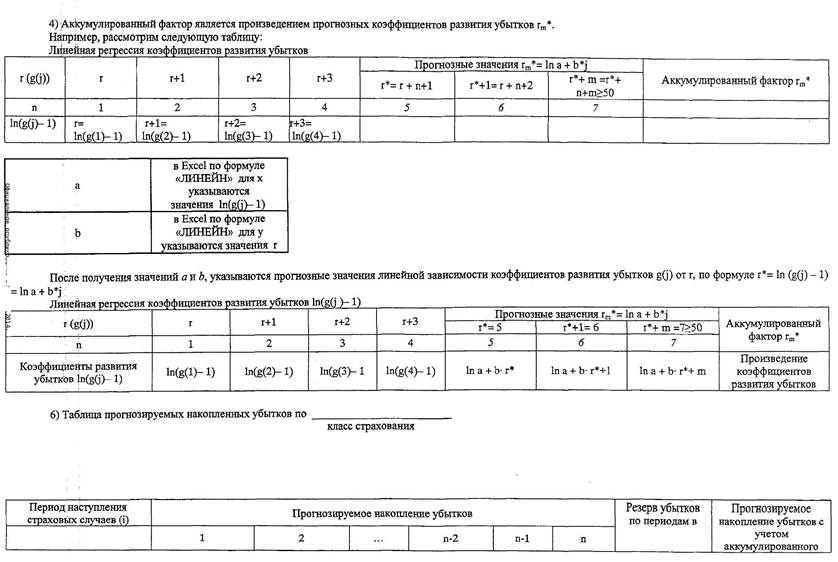 4) Аккумулированный фактор является произведением прогнозных коэффициентов развития убытков rm*.
Например, рассмотрим следующую таблицу:
Линейная регрессия коэффициентов развития убытков
r (g(j)) r r+1 r+2 r+3 Прогнозные значения rm*= ln a + b*j Аккумулированный фактор rm*
r*= r + n+1 r*+1= r + n+2 r*+ m =r*+ n+m≥50
n 1 2 3 4 5 6 7
ln(g(j)– 1) r= ln(g(1)– 1) r+1= ln(g(2)– 1) r+2= ln(g(3)– 1) r+3= ln(g(4)– 1)
a в Excel по формуле «ЛИНЕЙН» для x указываются значения ln(g(j)– 1)
b в Excel по формуле «ЛИНЕЙН» для y указываются значения r
После получения значений a и b, указываются прогнозные значения линейной зависимости коэффициентов развития убытков g(j) от r, по формуле r*= ln (g(j) – 1)
= ln a + b*j
Линейная регрессия коэффициентов развития убытков ln(g(j )– 1)
r (g(j)) r r+1 r+2 r+3 Прогнозные значения rm*= ln a + b*j Аккумулированный фактор rm*
r*= 5 r*+1= 6 r*+ m =7≥50
n 1 2 3 4 5 6 7
Коэффициенты развития убытков ln(g(j)– 1) ln(g(1)– 1) ln(g(2)– 1) ln(g(3)– 1 ln(g(4)– 1) ln a + b· r* ln a + b· r*+1 ln a + b· r*+ m Произведение коэффициентов развития убытков
6) Таблица прогнозируемых накопленных убытков по
класс страхования
Период наступления страховых случаев (i) Прогнозируемое накопление убытков Резерв убытков по периодам в Прогнозируемое накопление убытков с учетом аккумулированного
1 2 ... n-2 n-1 n